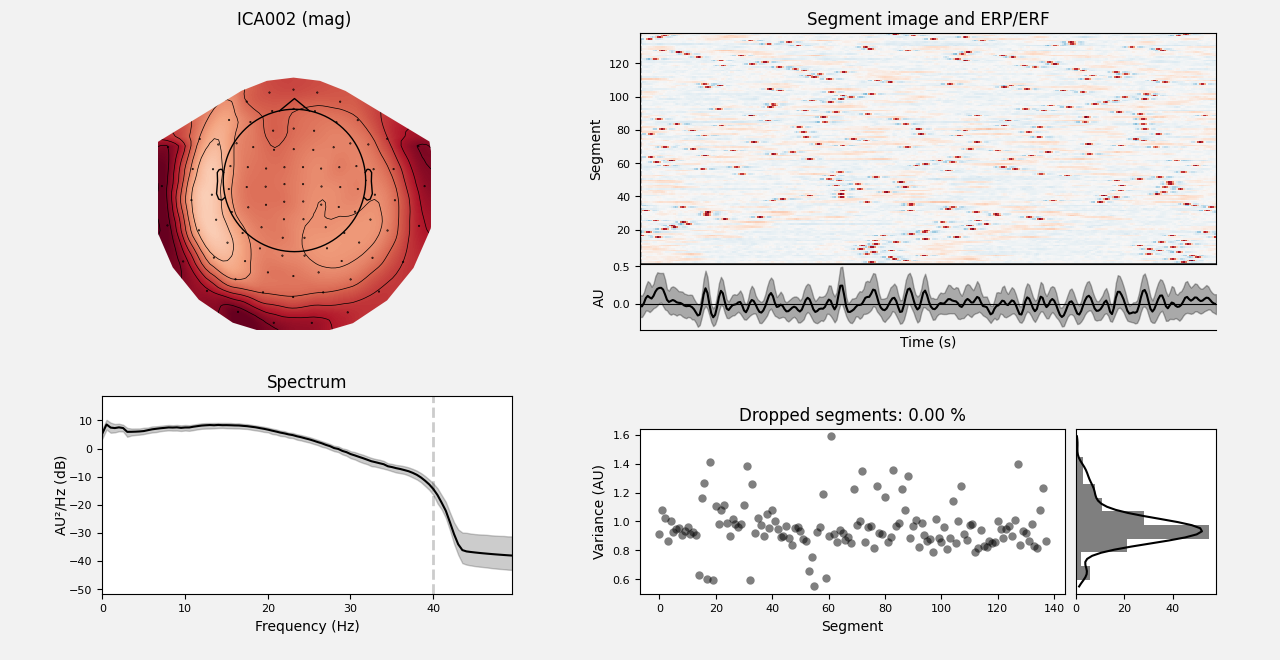 ICA002 (mag)
Segment image and ERP/ERF
Segment
120
100
80
60
40
20
AU
0.5
0.0
Time (s)
Spectrum
AU²/Hz (dB)
10
0
−10
−20
−30
−40
−50
0 10 20 30 40
Frequency (Hz)
Dropped segments: 0.00 %
Variance (AU)
1.6
1.4
1.2
1.0
0.8
0.6
0 20 40 60 80 100 120 140
Segment
0 20 40